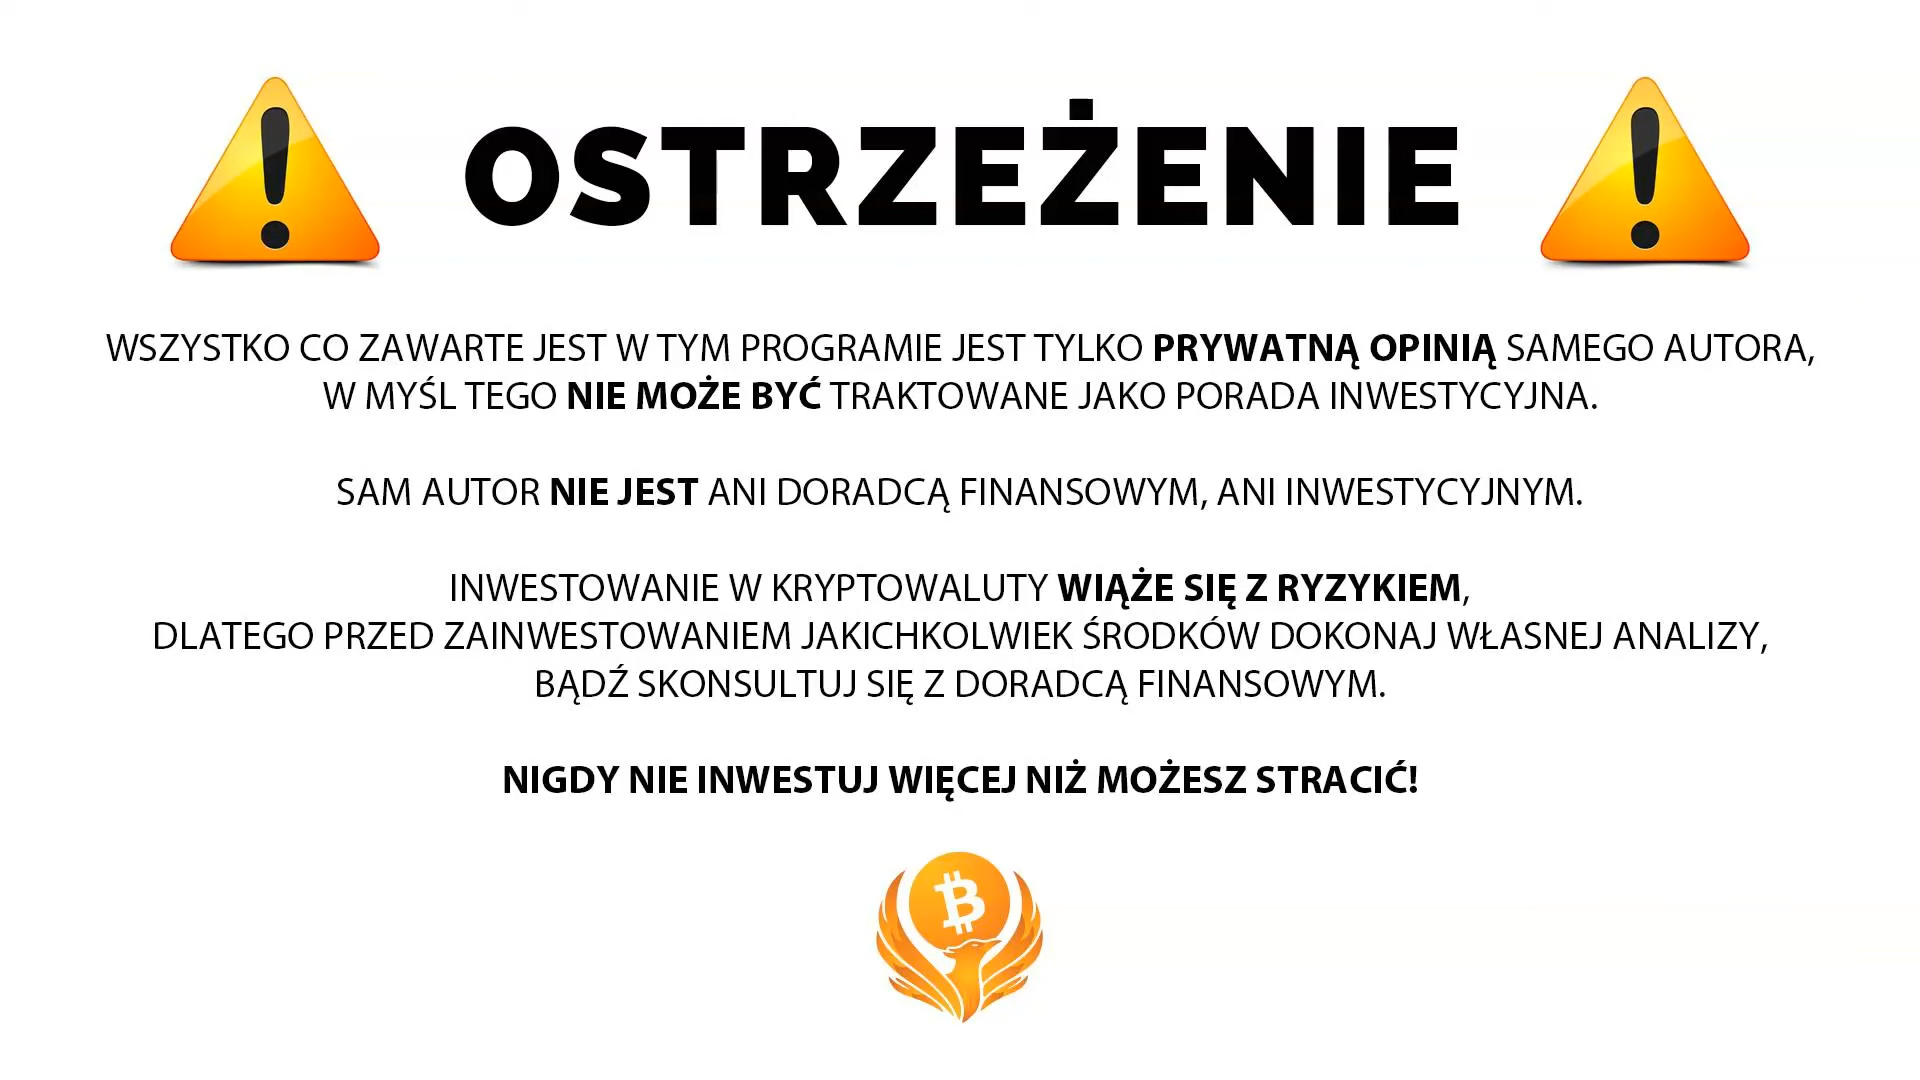 OSTRZEŻENIE
WSZYSTKO CO ZAWARTE JEST W TYM PROGRAMIE JEST TYLKO PRYWATNĄ OPINIĄ SAMEGO AUTORA,
W MYŚL TEGO NIE MOŻE BYĆ TRAKTOWANE JAKO PORADA INWESTYCYJNA.
SAM AUTOR NIE JEST ANI DORADCĄ FINANSOWYM, ANI INWESTYCYJNYM.
INWESTOWANIE W KRYPTOWALUTY WIĄŻE SIĘ Z RYZYKIEM,
DLATEGO PRZED ZAINWESTOWANIEM JAKICHKOLWIEK ŚRODKÓW DOKONAJ WŁASNEJ ANALIZY,
BĄDŹ SKONSULTUJ SIĘ Z DORADCĄ FINANSOWYM.
NIGDY NIE INWESTUJ WIĘCEJ NIŻ MOŻESZ STRACIĆ!